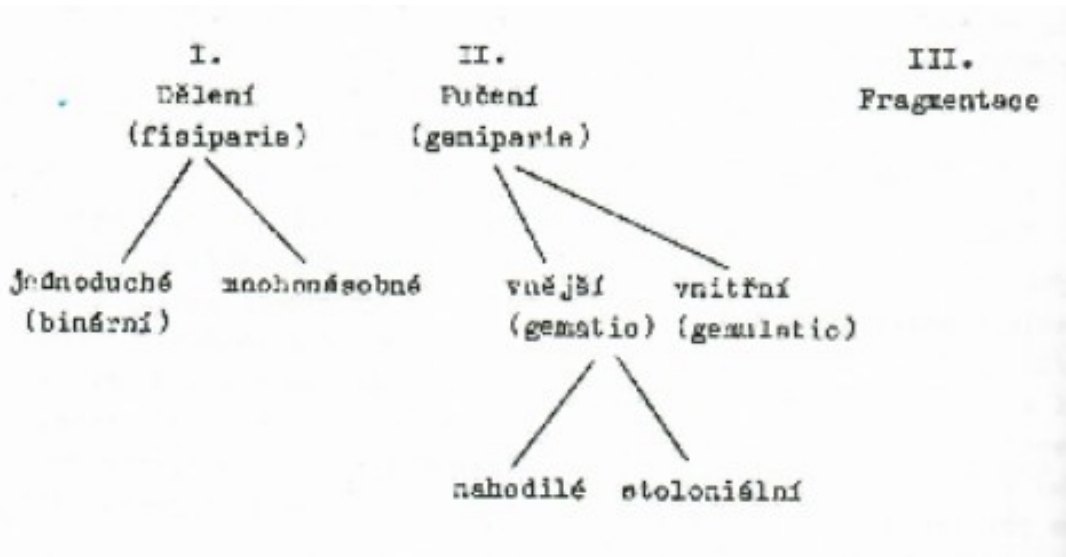 I.
Dělení
(fisiparie)
II.
Pučení
(gemiparie)
III.
Fragmentace
jednoduché
(binární)
mnohonásobné
vnější
(gematio)
vnitřní
(gemulatio)
nahodilé
stoloniální